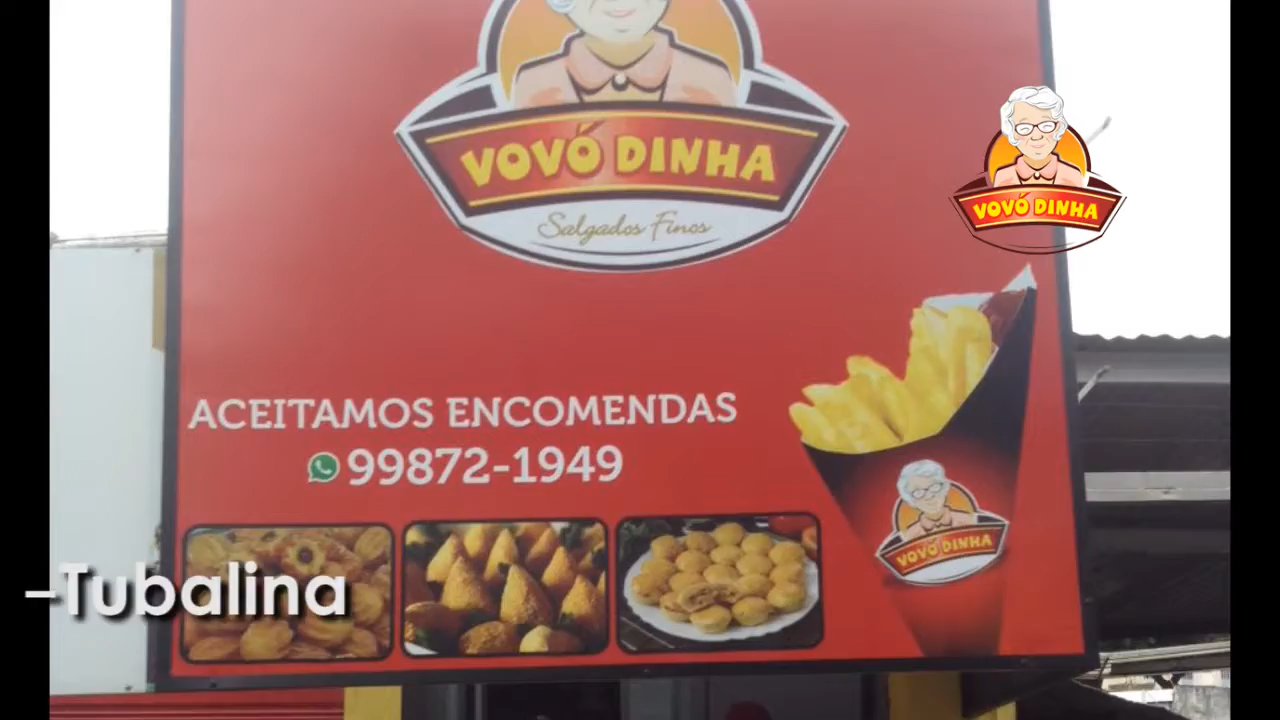 VOVÓ DINHA
Salgados Finos
VOVÓ DINHA
ACEITAMOS ENCOMENDAS
99872-1949
VOVÓ DINHA
–Tubalina